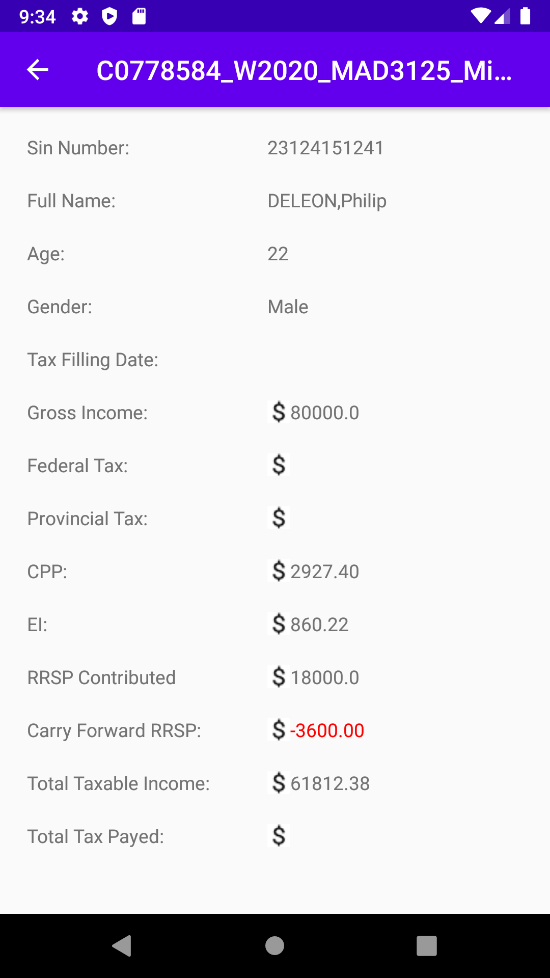 9:34
C0778584_W2020_MAD3125_Mi...
Sin Number: 23124151241
Full Name: DELEON,Philip
Age: 22
Gender: Male
Tax Filling Date:
Gross Income: $ 80000.0
Federal Tax: $
Provincial Tax: $
CPP: $ 2927.40
EI: $ 860.22
RRSP Contributed $ 18000.0
Carry Forward RRSP: $ -3600.00
Total Taxable Income: $ 61812.38
Total Tax Payed: $